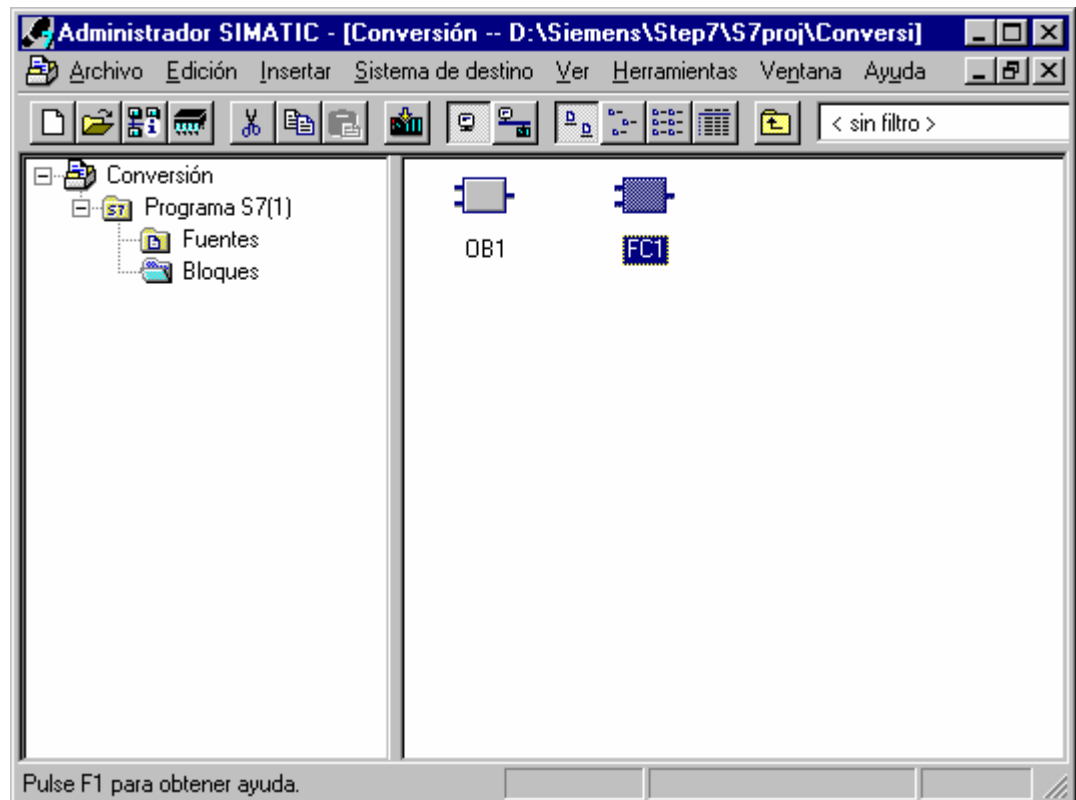 Administrador SIMATIC - [Conversión -- D:\Siemens\Step7\S7proj\Conversi]
Archivo Edición Insertar Sistema de destino Ver Herramientas Ventana Ayuda
< sin filtro >
Conversión
S7 Programa S7(1)
Fuentes
Bloques
OB1
FC1
Pulse F1 para obtener ayuda.